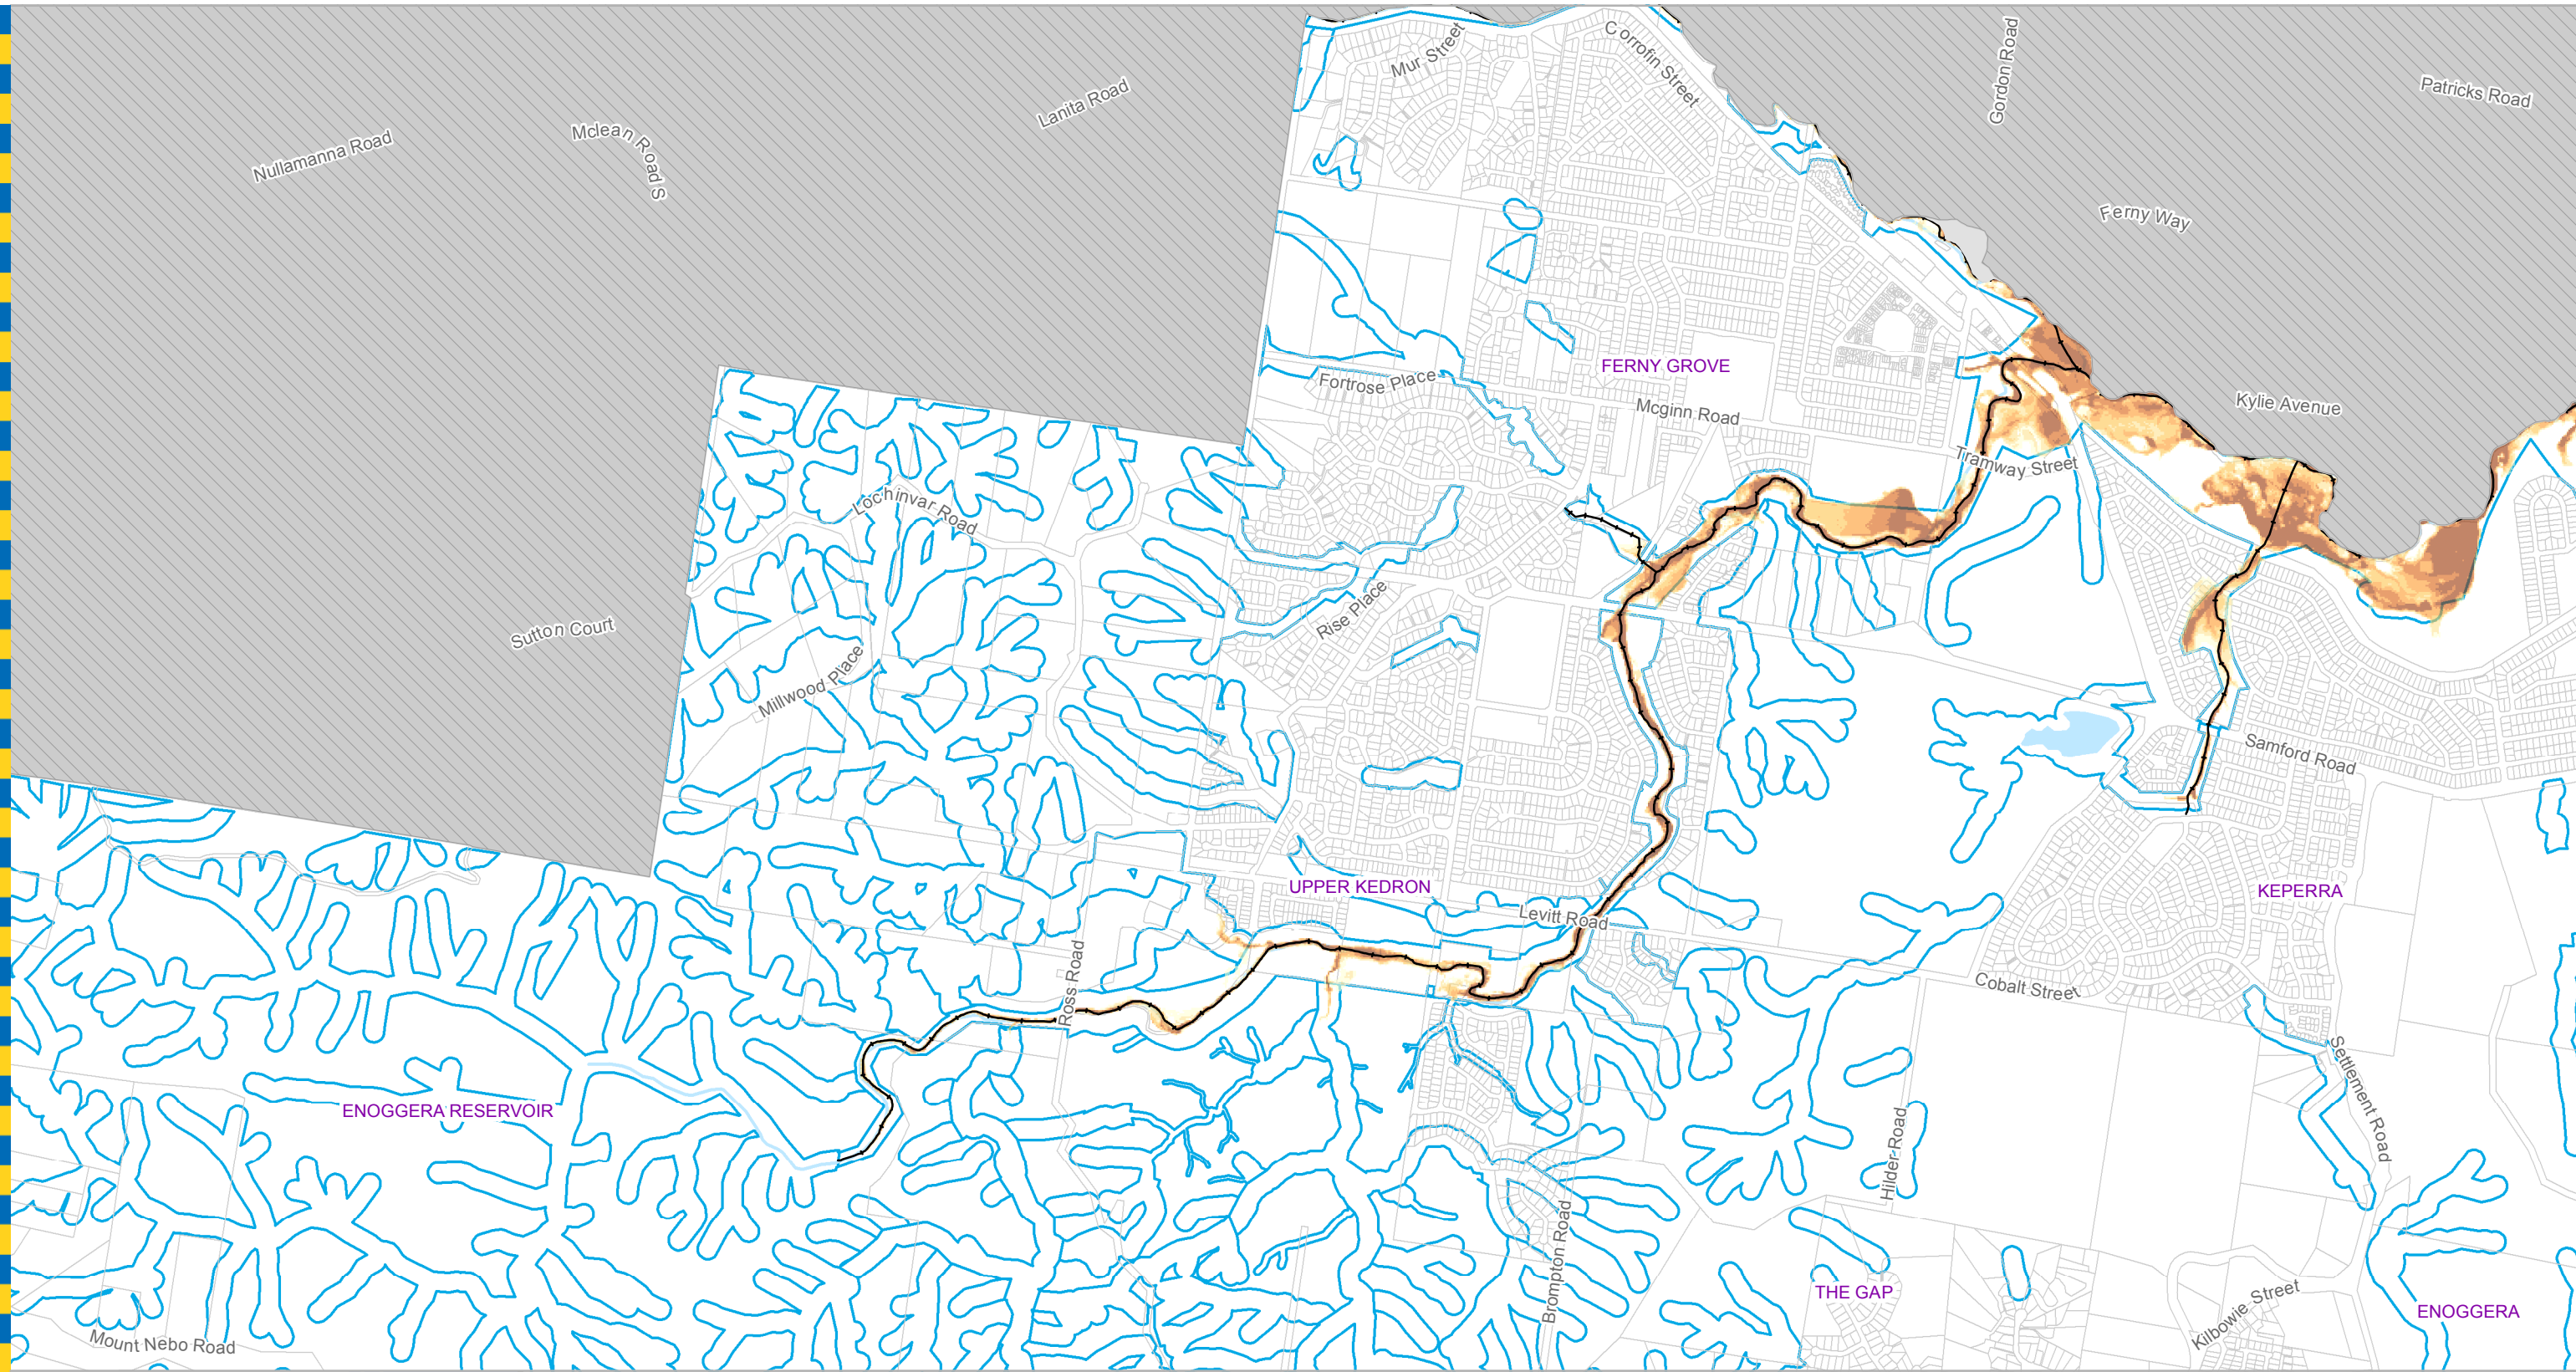 Mur Street
Corrofin Street
Gordon Road
Patricks Road
Lanita Road
Nullamanna Road
Mclean Road S
Ferny Way
FERNY GROVE
Fortrose Place
Mcginn Road
Kylie Avenue
Tramway Street
Lochinvar Road
Rise Place
Sutton Court
Millwood Place
Samford Road
UPPER KEDRON
KEPERRA
Levitt Road
Ross Road
Cobalt Street
Settlement Road
ENOGGERA RESERVOIR
Hilder Road
Brompton Road
THE GAP
Kilbowie Street
ENOGGERA
Mount Nebo Road